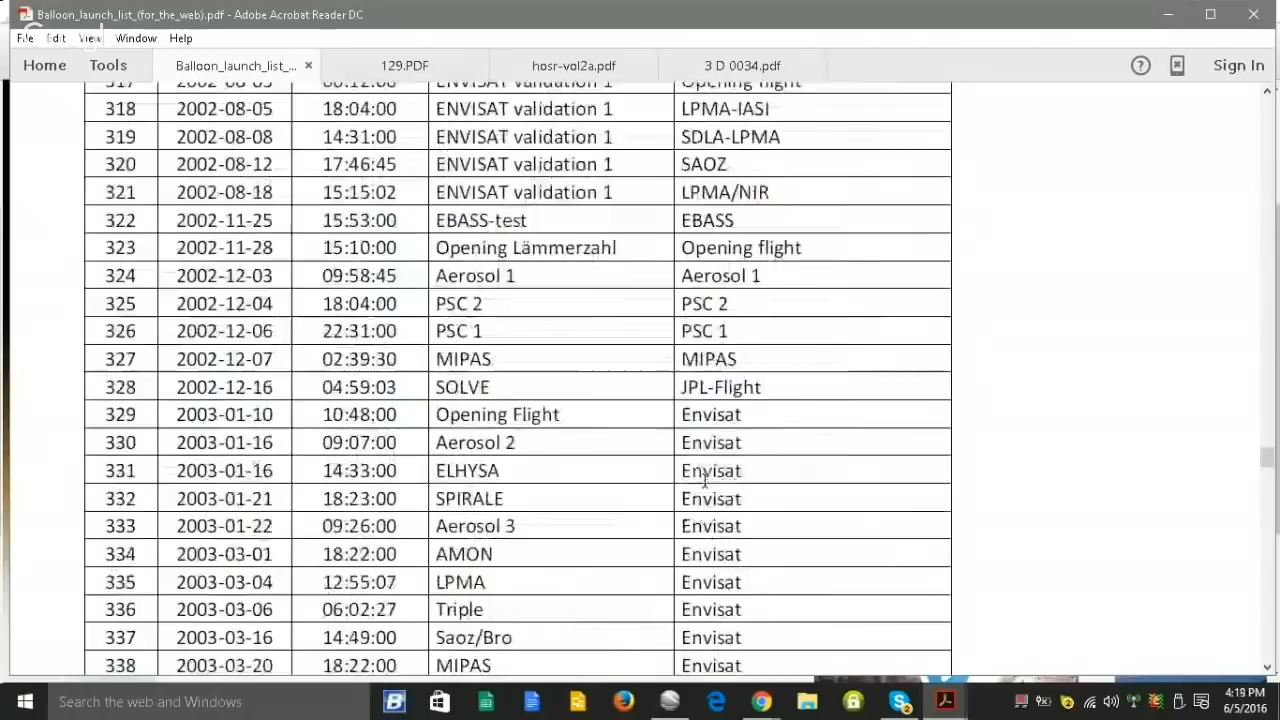 Balloon_launch_list_(for_the_web).pdf - Adobe Acrobat Reader DC
File Edit View Window Help
Home Tools Balloon_launch_list_... × 129.PDF hosr-vol2a.pdf 3 D 0034.pdf Sign In
317 2002-08-05 06:12:00 ENVISAT validation 1 Opening flight
318 2002-08-05 18:04:00 ENVISAT validation 1 LPMA-IASI
319 2002-08-08 14:31:00 ENVISAT validation 1 SDLA-LPMA
320 2002-08-12 17:46:45 ENVISAT validation 1 SAOZ
321 2002-08-18 15:15:02 ENVISAT validation 1 LPMA/NIR
322 2002-11-25 15:53:00 EBASS-test EBASS
323 2002-11-28 15:10:00 Opening Lämmerzahl Opening flight
324 2002-12-03 09:58:45 Aerosol 1 Aerosol 1
325 2002-12-04 18:04:00 PSC 2 PSC 2
326 2002-12-06 22:31:00 PSC 1 PSC 1
327 2002-12-07 02:39:30 MIPAS MIPAS
328 2002-12-16 04:59:03 SOLVE JPL-Flight
329 2003-01-10 10:48:00 Opening Flight Envisat
330 2003-01-16 09:07:00 Aerosol 2 Envisat
331 2003-01-16 14:33:00 ELHYSA Envisat
332 2003-01-21 18:23:00 SPIRALE Envisat
333 2003-01-22 09:26:00 Aerosol 3 Envisat
334 2003-03-01 18:22:00 AMON Envisat
335 2003-03-04 12:55:07 LPMA Envisat
336 2003-03-06 06:02:27 Triple Envisat
337 2003-03-16 14:49:00 Saoz/Bro Envisat
338 2003-03-20 18:22:00 MIPAS Envisat
Search the web and Windows
4:19 PM
6/5/2016